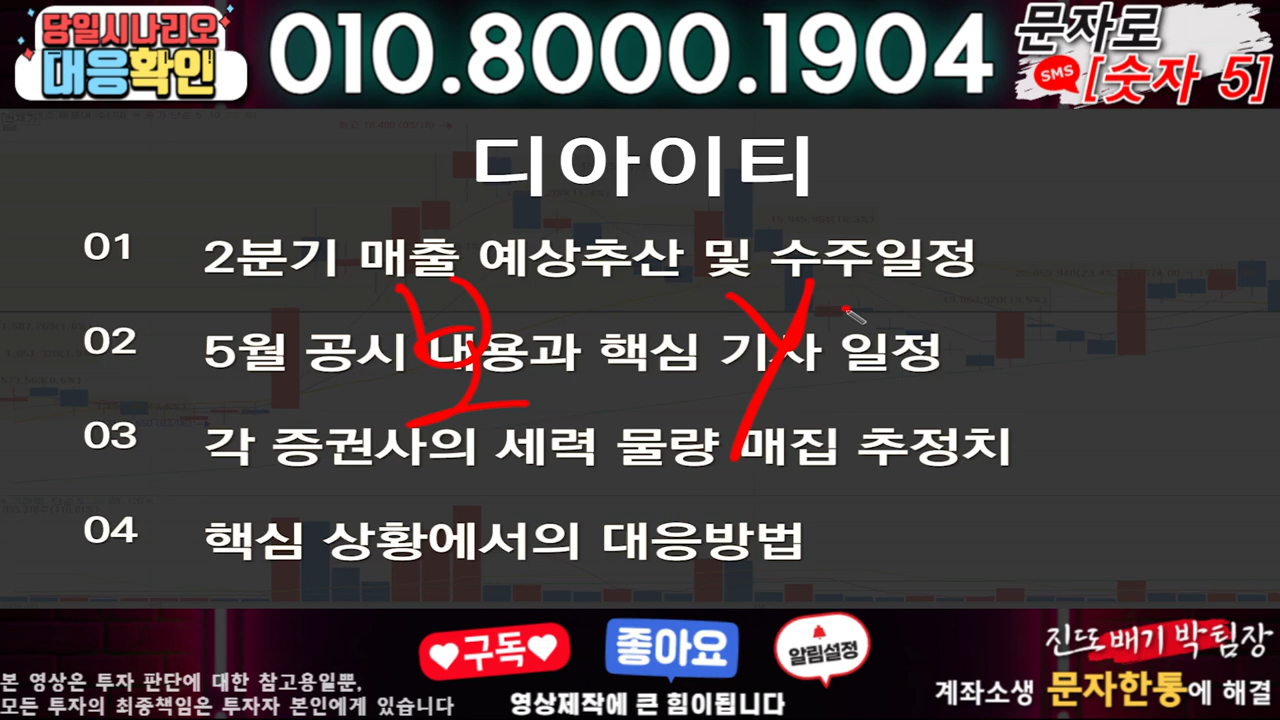 당일시나리오
대응확인
010.8000.1904
문자로
SMS [숫자 5]
디아이티
01 2분기 매출 예상추산 및 수주일정
02 5월 공시 내용과 핵심 기사 일정
03 각 증권사의 세력 물량 매집 추정치
04 핵심 상황에서의 대응방법
구독
좋아요
알림설정
영상제작에 큰 힘이됩니다
본 영상은 투자 판단에 대한 참고용일뿐,
모든 투자의 최종책임은 투자자 본인에게 있습니다
진또배기 박팀장
계좌소생 문자한통에 해결